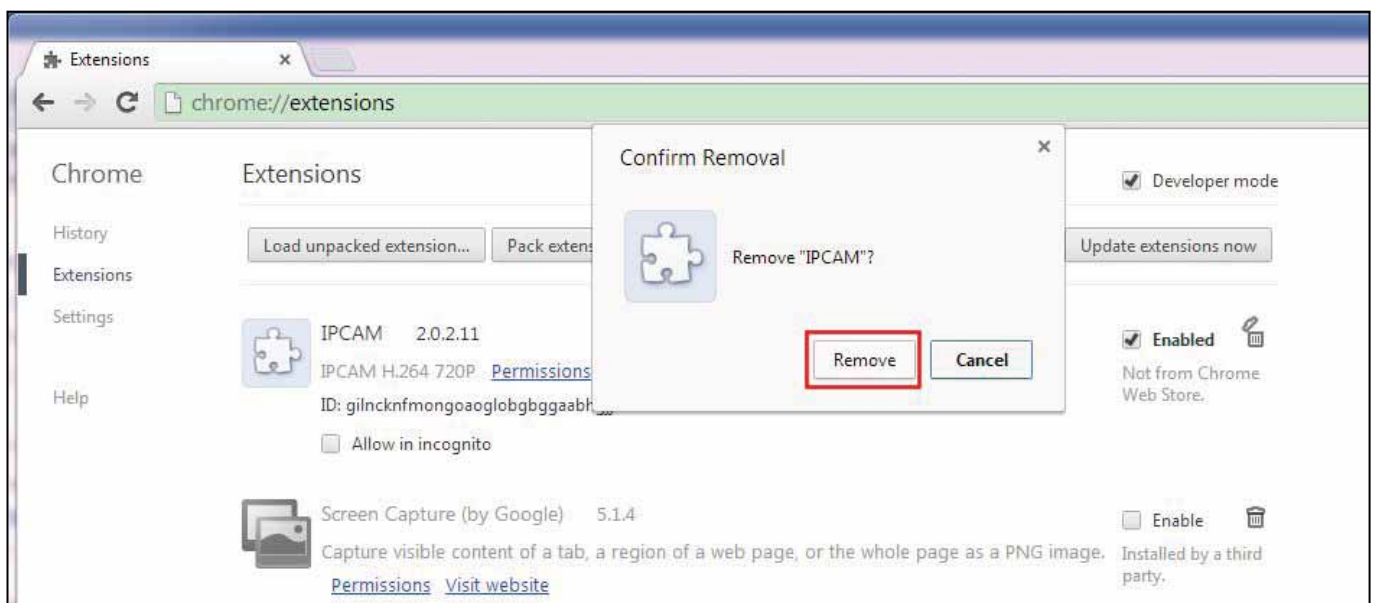 Extensions
chrome://extensions
Chrome
History
Extensions
Settings
Help
Extensions
Developer mode
Load unpacked extension... Pack extens Update extensions now
IPCAM 2.0.2.11
IPCAM H.264 720P Permissions
ID: gilncknfmongoaoglobgbggaabh
Allow in incognito
Enabled
Not from Chrome
Web Store.
Confirm Removal
Remove "IPCAM"?
Remove Cancel
Screen Capture (by Google) 5.1.4
Capture visible content of a tab, a region of a web page, or the whole page as a PNG image.
Permissions Visit website
Enable
Installed by a third
party.